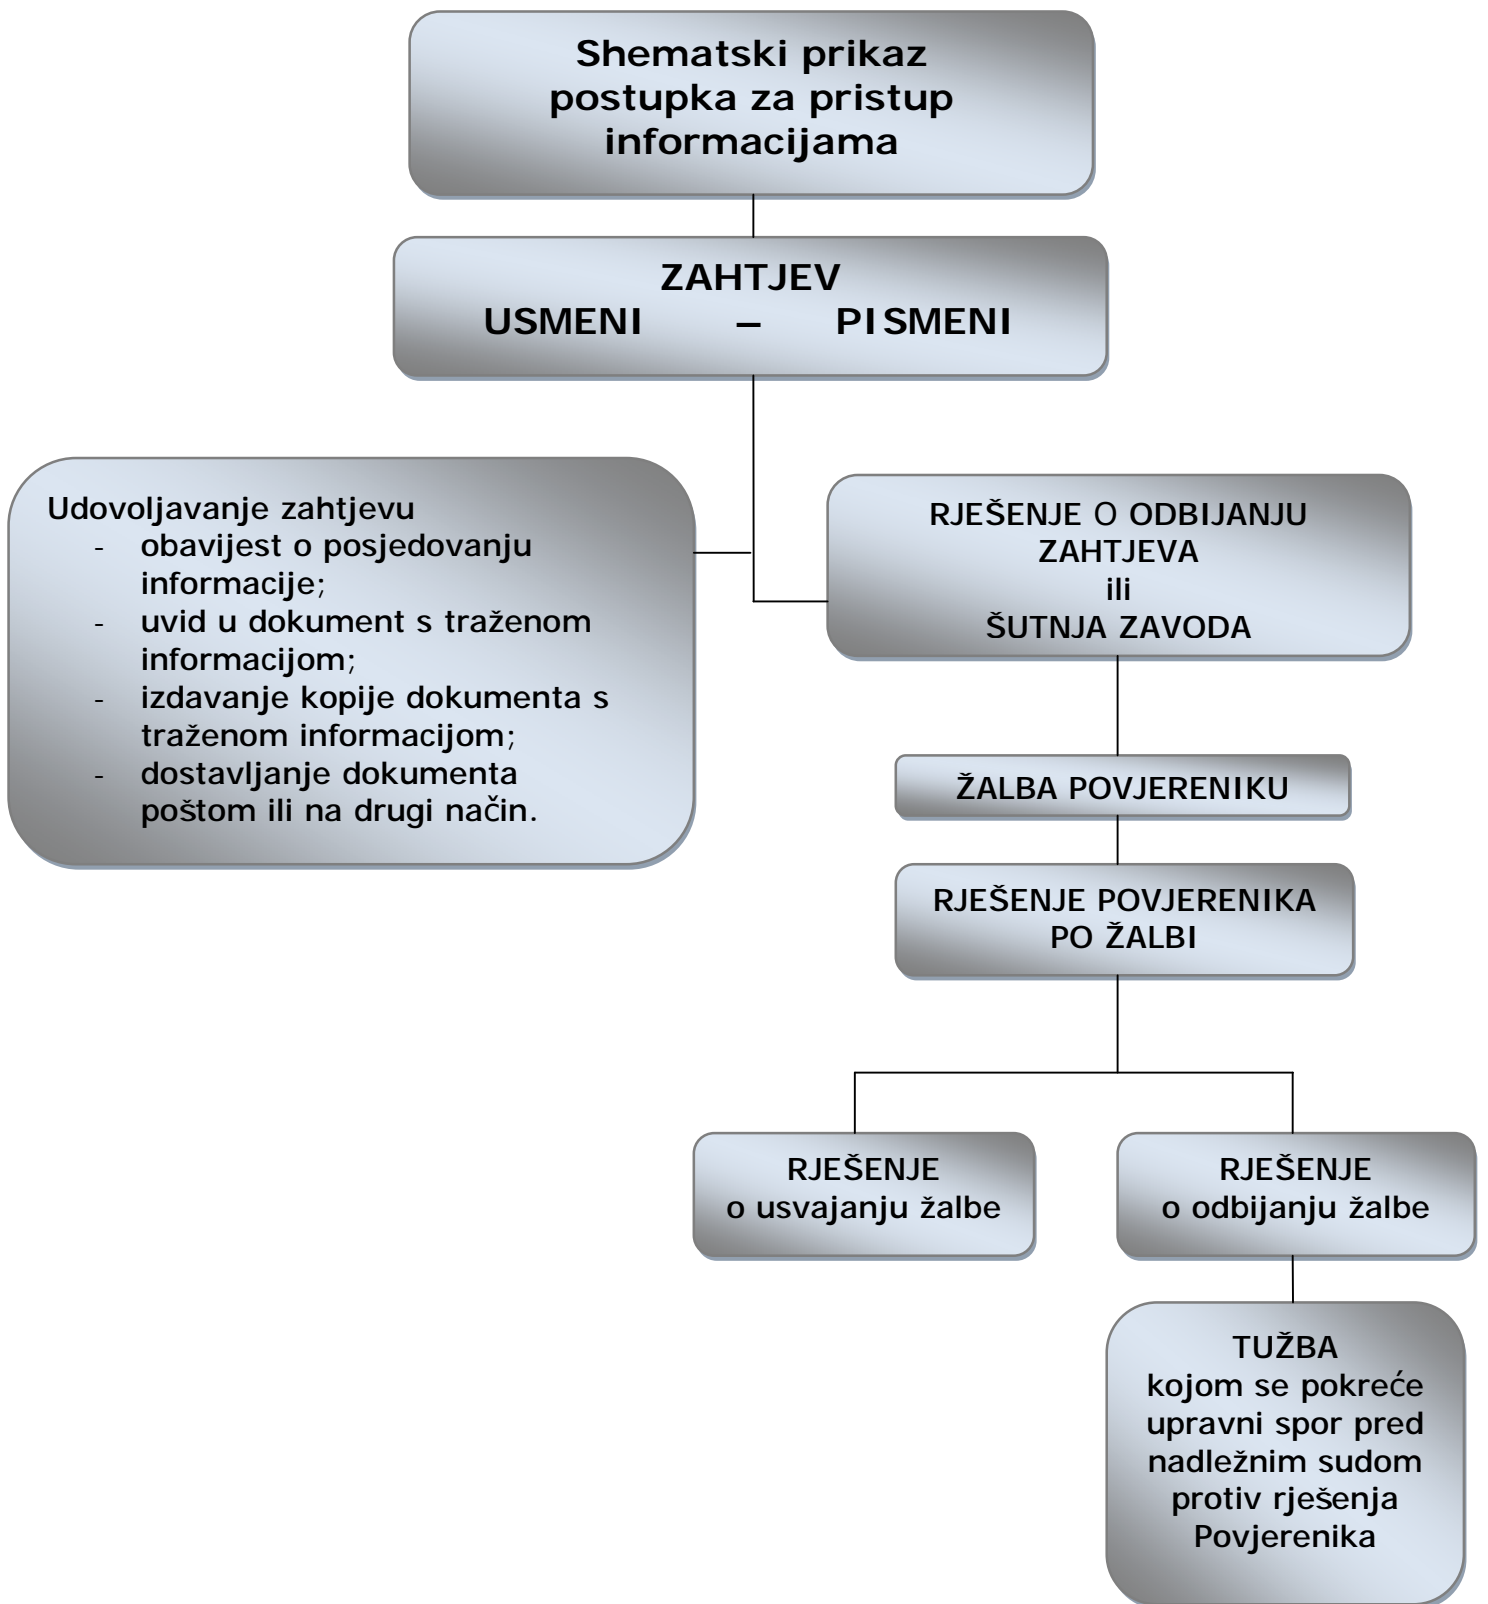 Shematski prikaz
postupka za pristup
informacijama
ZAHTJEV
USMENI – PISMENI
Udovoljavanje zahtjevu
- obavijest o posjedovanju
informacije;
- uvid u dokument s traženom
informacijom;
- izdavanje kopije dokumenta s
traženom informacijom;
- dostavljanje dokumenta
poštom ili na drugi način.
RJEŠENJE O ODBIJANJU
ZAHTJEVA
ili
ŠUTNJA ZAVODA
ŽALBA POVJERENIKU
RJEŠENJE POVJERENIKA
PO ŽALBI
RJEŠENJE
o usvajanju žalbe
RJEŠENJE
o odbijanju žalbe
TUŽBA
kojom se pokreće
upravni spor pred
nadležnim sudom
protiv rješenja
Povjerenika